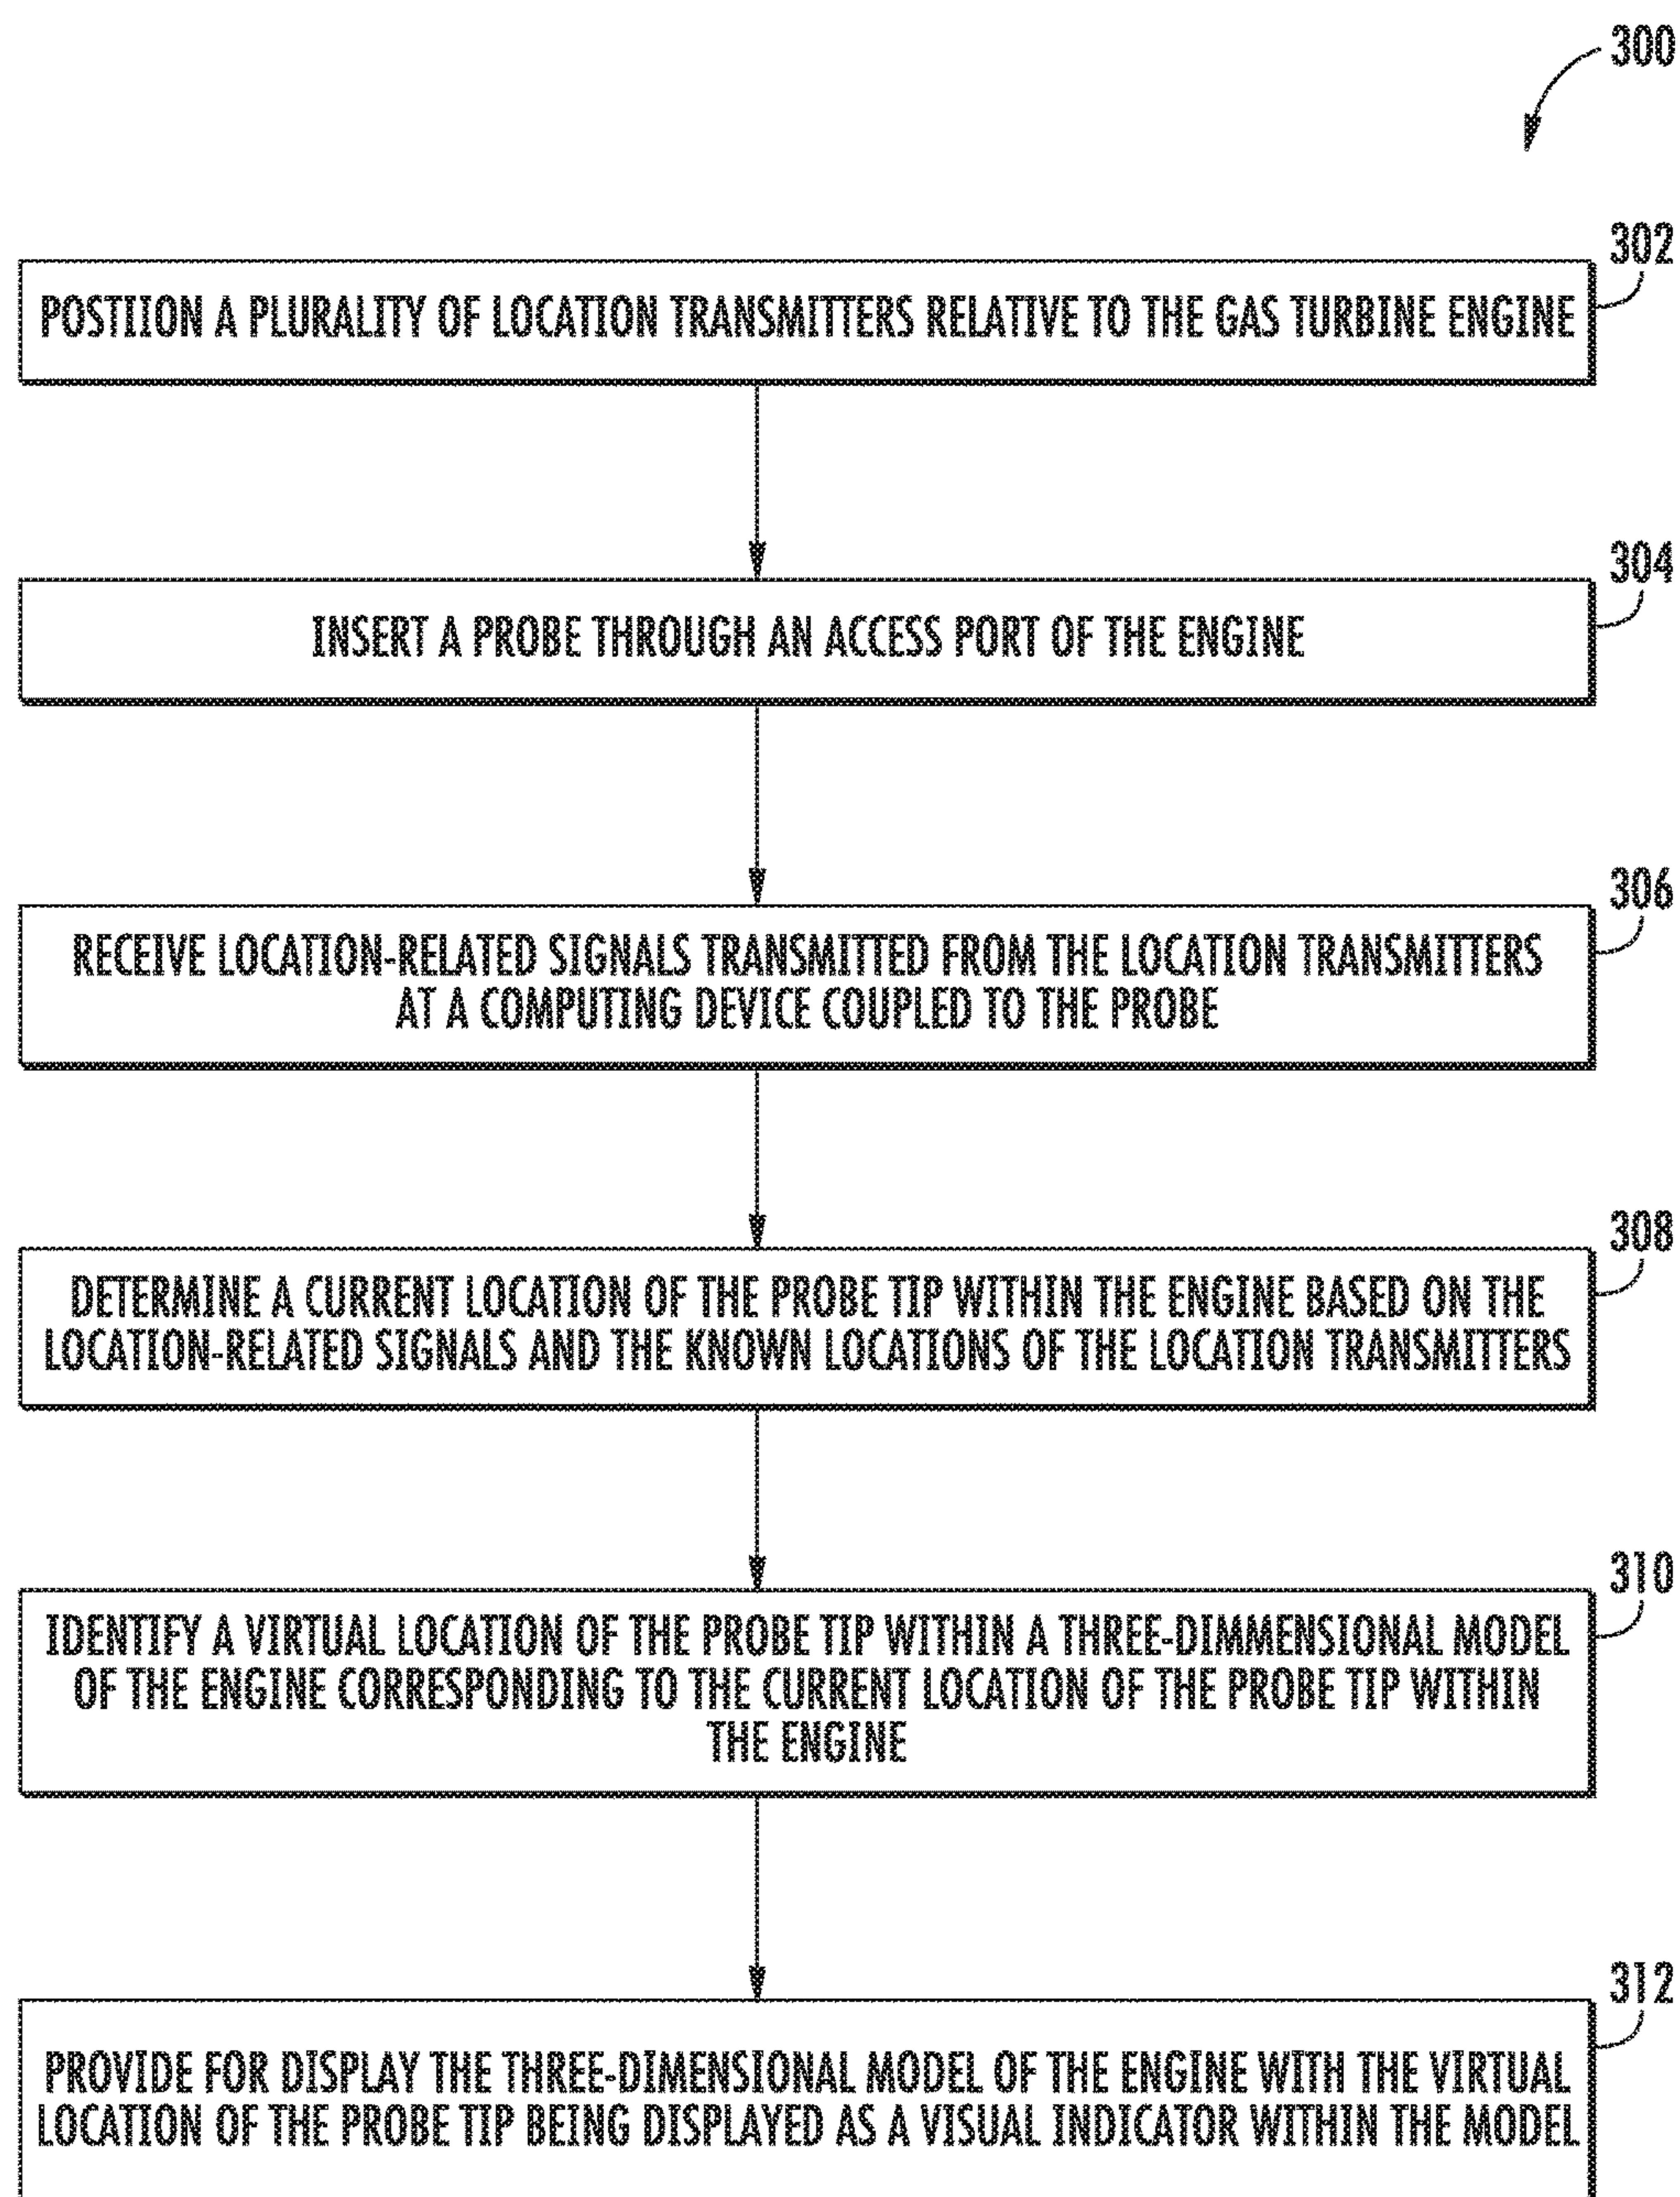 300
302
POSTIION A PLURALITY OF LOCATION TRANSMITTERS RELATIVE TO THE GAS TURBINE ENGINE
304
INSERT A PROBE THROUGH AN ACCESS PORT OF THE ENGINE
306
RECEIVE LOCATION-RELATED SIGNALS TRANSMITTED FROM THE LOCATION TRANSMITTERS
AT A COMPUTING DEVICE COUPLED TO THE PROBE
308
DETERMINE A CURRENT LOCATION OF THE PROBE TIP WITHIN THE ENGINE BASED ON THE
LOCATION-RELATED SIGNALS AND THE KNOWN LOCATIONS OF THE LOCATION TRANSMITTERS
310
IDENTIFY A VIRTUAL LOCATION OF THE PROBE TIP WITHIN A THREE-DIMMENSIONAL MODEL
OF THE ENGINE CORRESPONDING TO THE CURRENT LOCATION OF THE PROBE TIP WITHIN
THE ENGINE
312
PROVIDE FOR DISPLAY THE THREE-DIMENSIONAL MODEL OF THE ENGINE WITH THE VIRTUAL
LOCATION OF THE PROBE TIP BEING DISPLAYED AS A VISUAL INDICATOR WITHIN THE MODEL